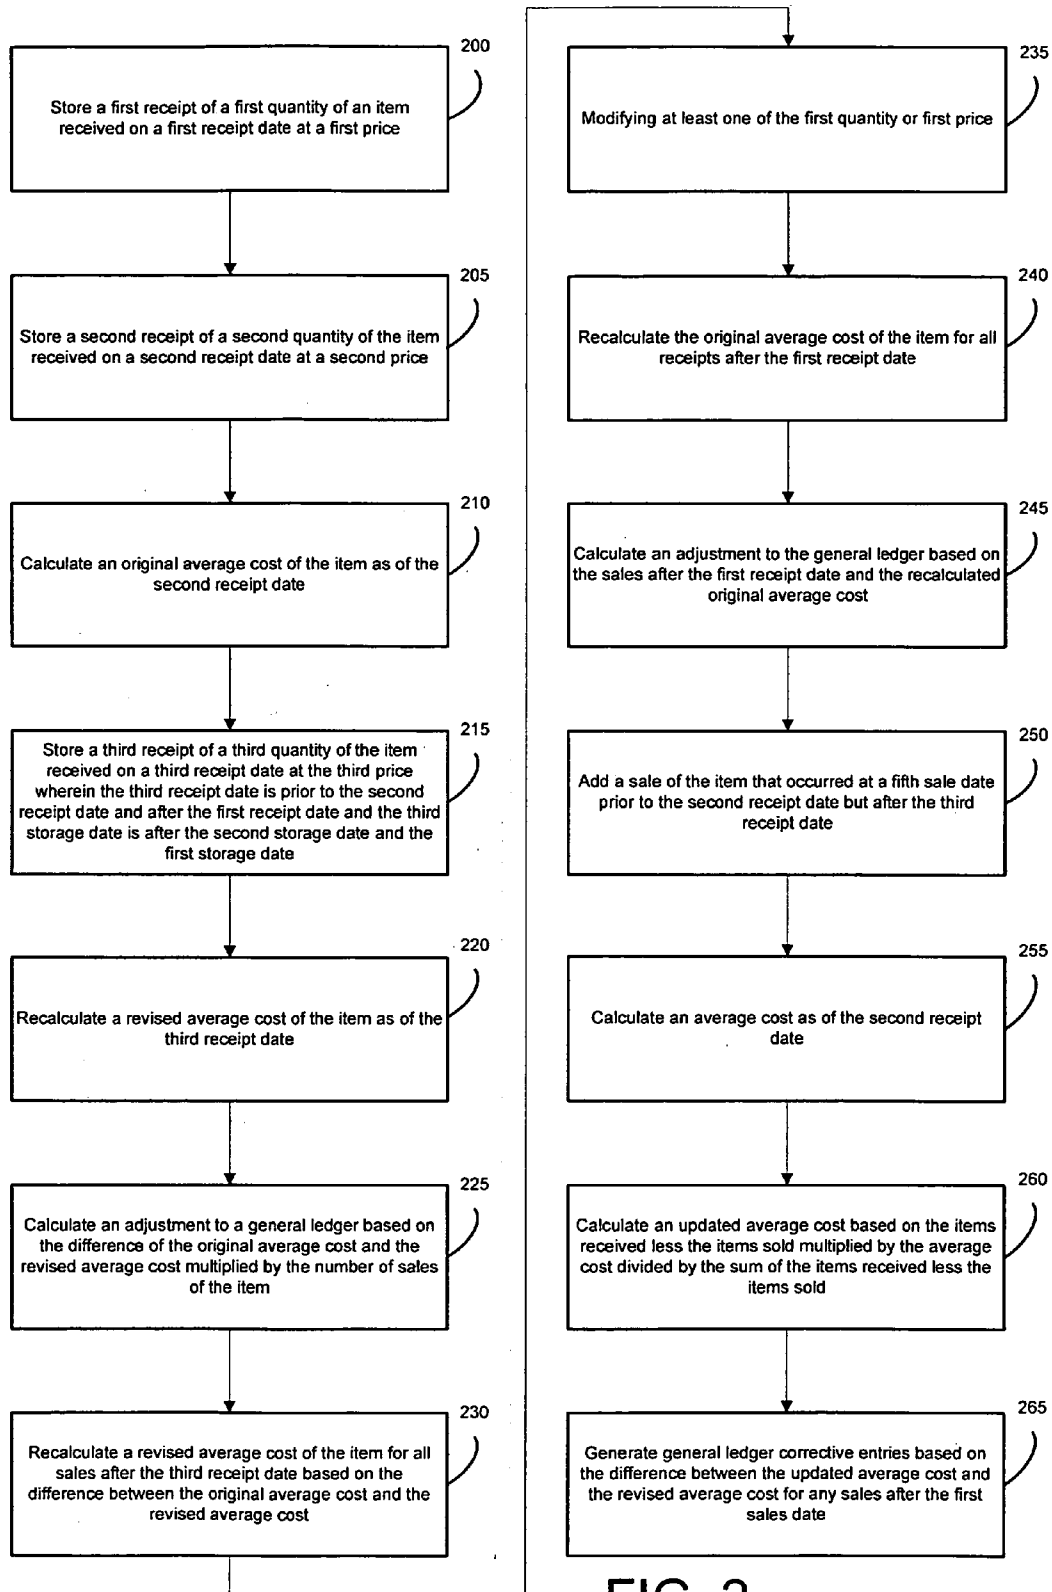 200
Store a first receipt of a first quantity of an item
received on a first receipt date at a first price
205
Store a second receipt of a second quantity of the item
received on a second receipt date at a second price
210
Calculate an original average cost of the item as of the
second receipt date
215
Store a third receipt of a third quantity of the item
received on a third receipt date at the third price
wherein the third receipt date is prior to the second
receipt date and after the first receipt date and the third
storage date is after the second storage date and the
first storage date
220
Recalculate a revised average cost of the item as of the
third receipt date
225
Calculate an adjustment to a general ledger based on
the difference of the original average cost and the
revised average cost multiplied by the number of sales
of the item
230
Recalculate a revised average cost of the item for all
sales after the third receipt date based on the
difference between the original average cost and the
revised average cost
235
Modifying at least one of the first quantity or first price
240
Recalculate the original average cost of the item for all
receipts after the first receipt date
245
Calculate an adjustment to the general ledger based on
the sales after the first receipt date and the recalculated
original average cost
250
Add a sale of the item that occurred at a fifth sale date
prior to the second receipt date but after the third
receipt date
255
Calculate an average cost as of the second receipt
date
260
Calculate an updated average cost based on the items
received less the items sold multiplied by the average
cost divided by the sum of the items received less the
items sold
265
Generate general ledger corrective entries based on
the difference between the updated average cost and
the revised average cost for any sales after the first
sales date